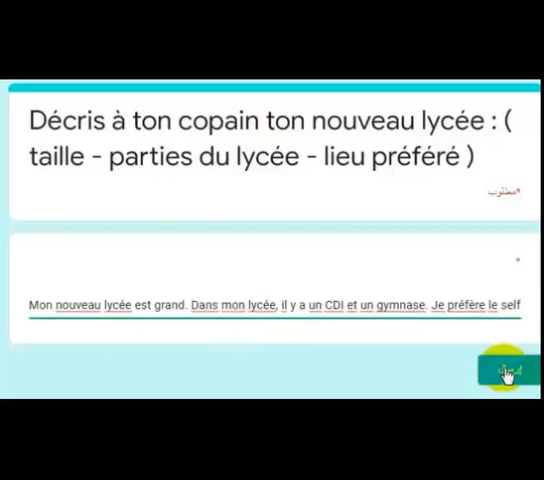 Décris à ton copain ton nouveau lycée : (
taille - parties du lycée - lieu préféré )
مطلوب*
*
Mon nouveau lycée est grand. Dans mon lycée, il y a un CDI et un gymnase. Je préfère le self
إرسال